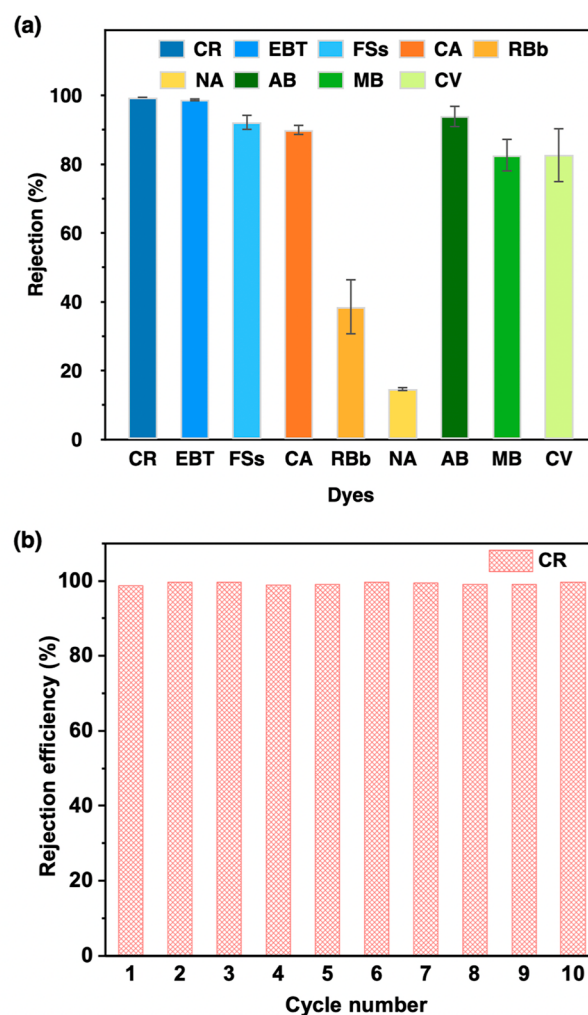 (a)
CR EBT FSs CA RBb
NA AB MB CV
Rejection (%)
100
80
60
40
20
0
CR EBT FSs CA RBb NA AB MB CV
Dyes
(b)
CR
Rejection efficiency (%)
100
80
60
40
20
0
1 2 3 4 5 6 7 8 9 10
Cycle number